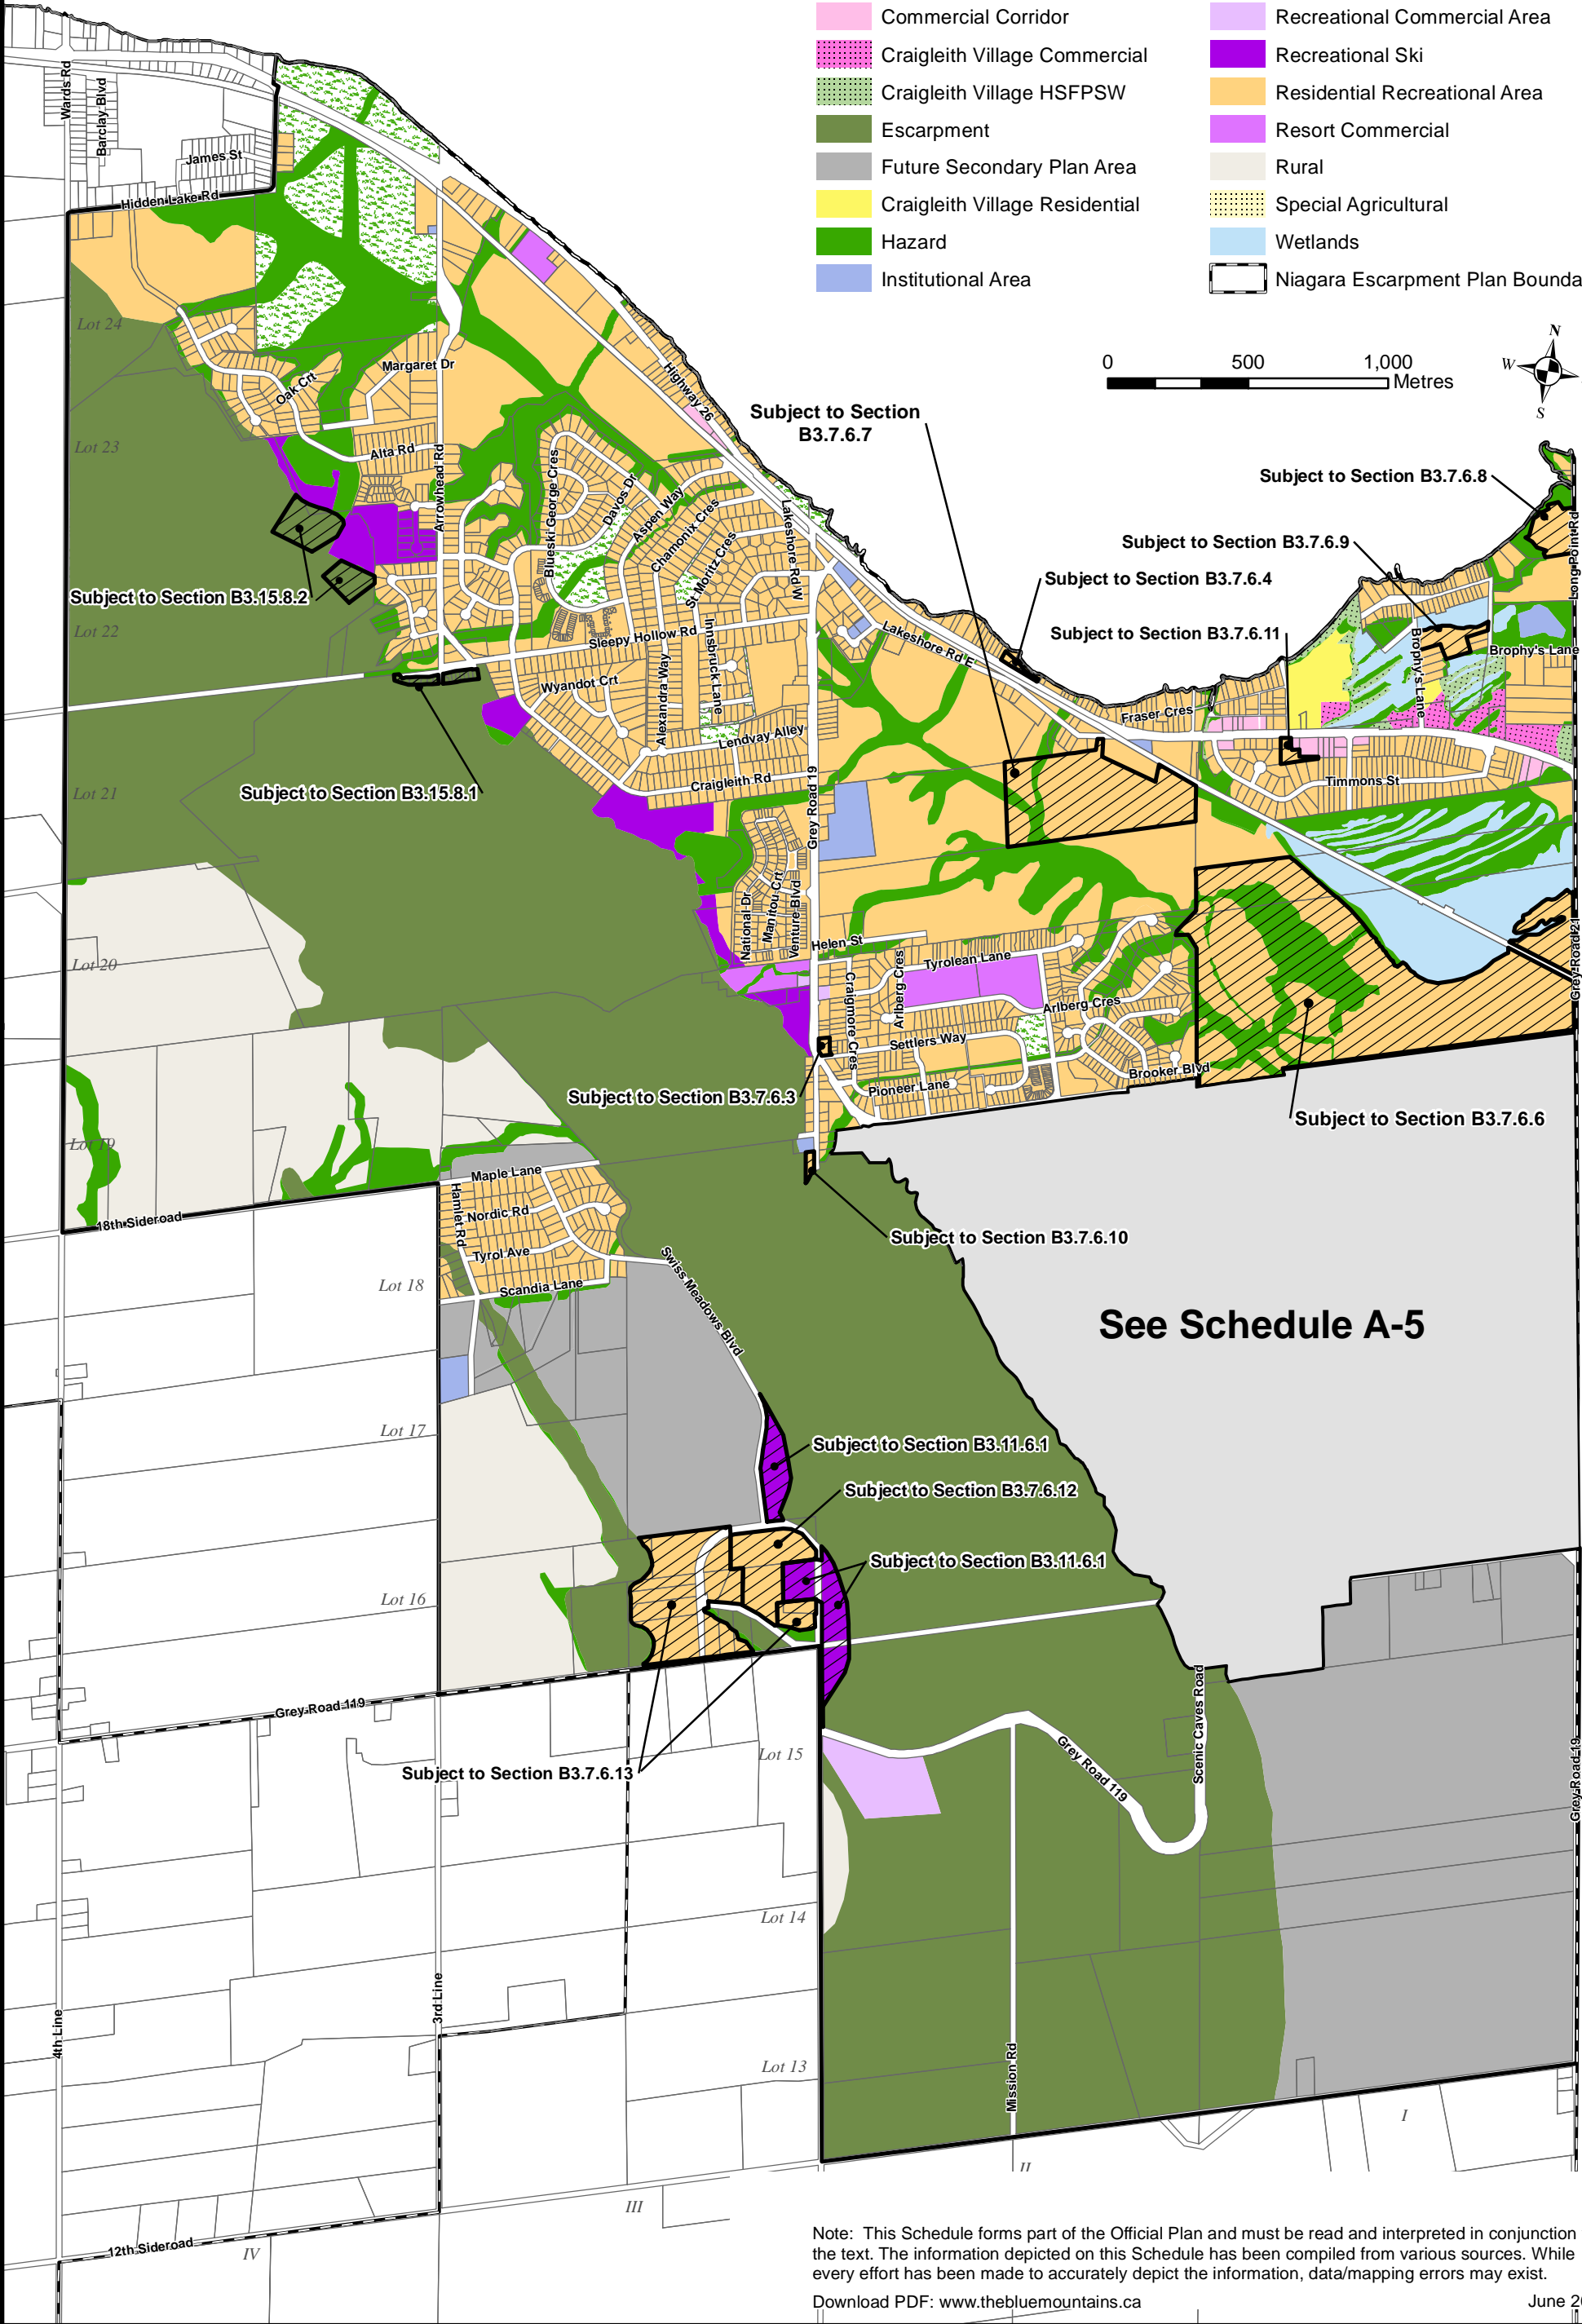 Commercial Corridor
Craigleith Village Commercial
Craigleith Village HSFPSW
Escarpment
Future Secondary Plan Area
Craigleith Village Residential
Hazard
Institutional Area
Recreational Commercial Area
Recreational Ski
Residential Recreational Area
Resort Commercial
Rural
Special Agricultural
Wetlands
Niagara Escarpment Plan Bounda
0 500 1,000
Metres
N
W
S
Wards Rd
Barclay Blvd
James St
Hidden Lake Rd
Lot 24
Oak Crt
Margaret Dr
Highway 26
Subject to Section
B3.7.6.7
Lot 23
Alta Rd
Arrowhead Rd
Blueski George Cres
Davos Dr
Aspen Way
Chamonix Cres
St Moritz Cres
Lakeshore Rd W
Subject to Section B3.7.6.8
Long Point Rd
Subject to Section B3.7.6.9
Subject to Section B3.7.6.4
Subject to Section B3.15.8.2
Lot 22
Sleepy Hollow Rd
Innsbruck Lane
Lakeshore Rd E
Subject to Section B3.7.6.11
Brophy's Lane
Brophy's Lane
Wyandot Crt
Alexandra Way
Lendvay Alley
Fraser Cres
Craigleith Rd
Timmons St
Grey Road 19
Lot 21
Subject to Section B3.15.8.1
National Dr
Manitou Crt
Venture Blvd
Helen St
Lot 20
Tyrolean Lane
Craigmore Cres
Arlberg Cres
Arlberg Cres
Settlers Way
Grey Road 21
Pioneer Lane
Brooker Blvd
Subject to Section B3.7.6.3
Subject to Section B3.7.6.6
Lot 19
Maple Lane
Hamlet Rd
Nordic Rd
18th Sideroad
Subject to Section B3.7.6.10
Tyrol Ave
Scandia Lane
Lot 18
Swiss Meadows Blvd
See Schedule A-5
Lot 17
Subject to Section B3.11.6.1
Subject to Section B3.7.6.12
Subject to Section B3.11.6.1
Lot 16
Grey Road 119
Scenic Caves Road
Grey Road 119
Lot 15
Subject to Section B3.7.6.13
Grey Road 19
Lot 14
4th Line
3rd Line
Lot 13
Mission Rd
I
II
III
IV
12th Sideroad
Note: This Schedule forms part of the Official Plan and must be read and interpreted in conjunction
the text. The information depicted on this Schedule has been compiled from various sources. While
every effort has been made to accurately depict the information, data/mapping errors may exist.
Download PDF: www.thebluemountains.ca
June 2